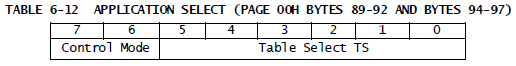 TABLE 6-12 APPLICATION SELECT (PAGE 00H BYTES 89-92 AND BYTES 94-97)
7 6 5 4 3 2 1 0
Control Mode Table Select TS